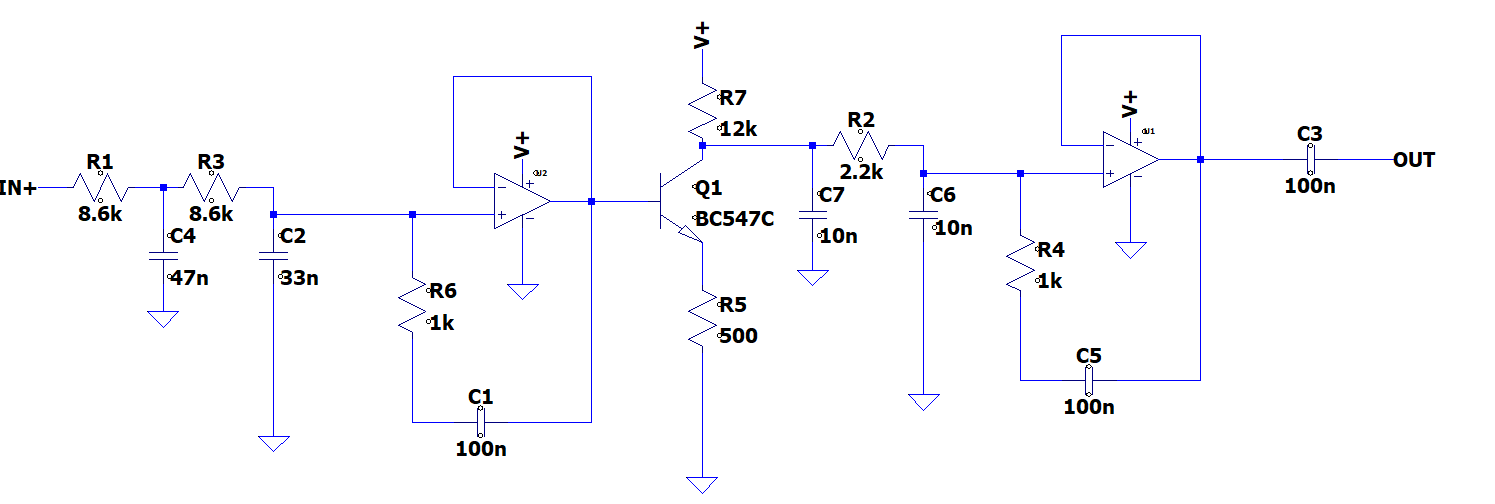 IN+
R1
8.6k
R3
8.6k
C4
47n
C2
33n
R6
1k
C1
100n
V+
U2
V+
R7
12k
Q1
BC547C
R5
500
C7
10n
R2
2.2k
C6
10n
R4
1k
C5
100n
V+
U1
C3
100n
OUT